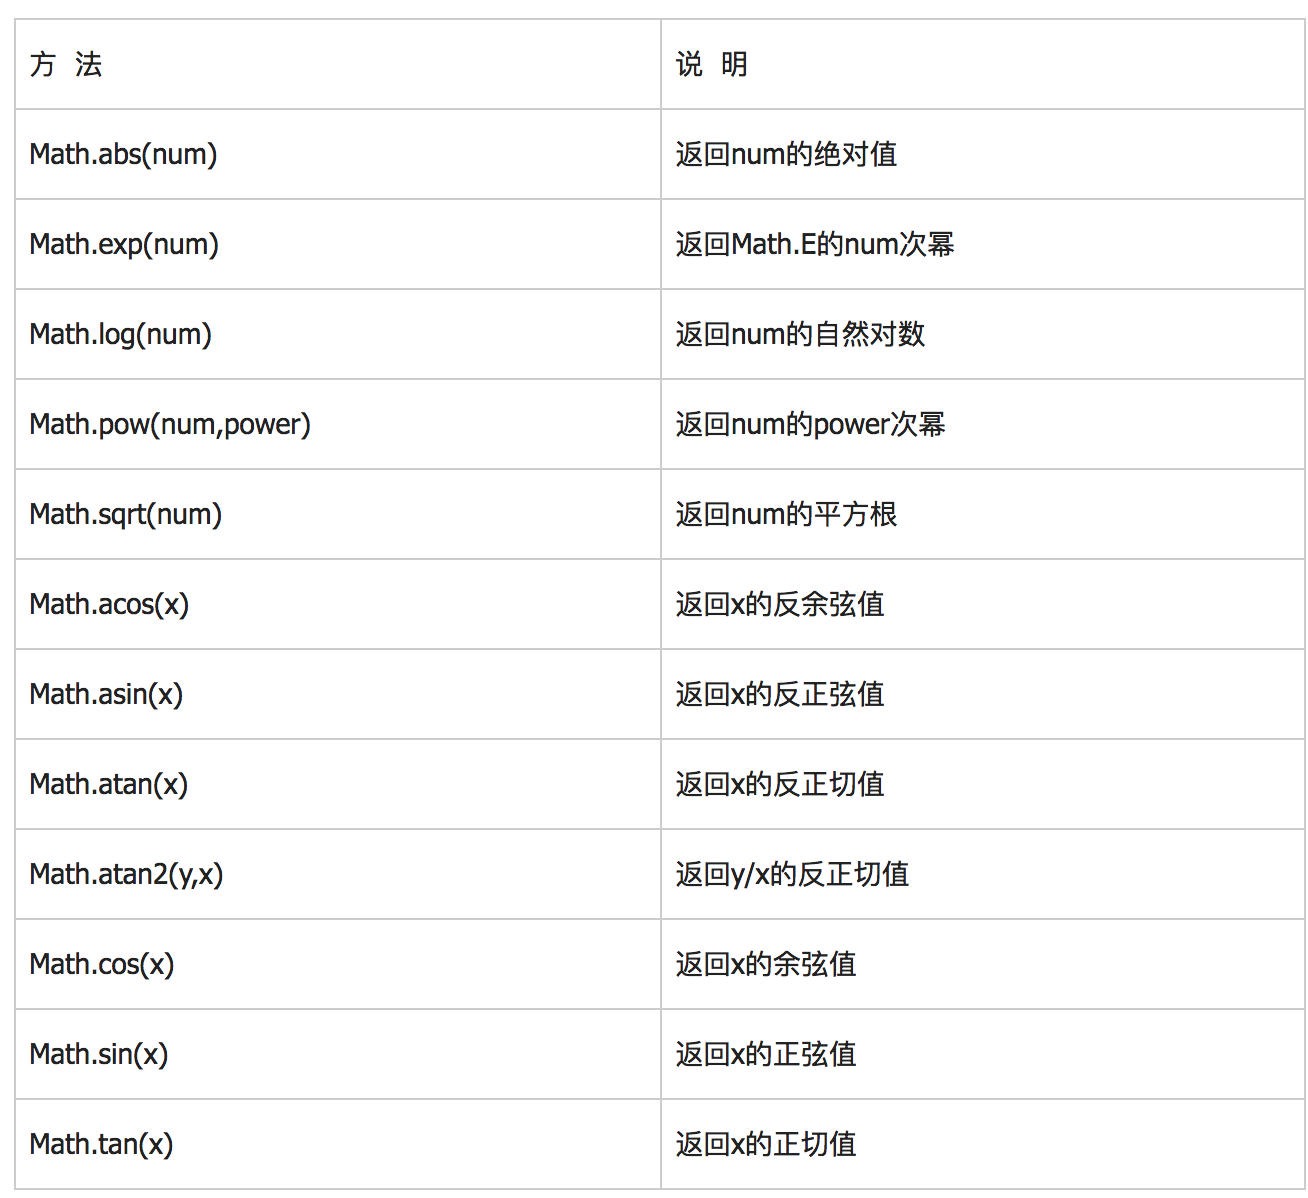 方 法 说 明
Math.abs(num) 返回num的绝对值
Math.exp(num) 返回Math.E的num次幂
Math.log(num) 返回num的自然对数
Math.pow(num,power) 返回num的power次幂
Math.sqrt(num) 返回num的平方根
Math.acos(x) 返回x的反余弦值
Math.asin(x) 返回x的反正弦值
Math.atan(x) 返回x的反正切值
Math.atan2(y,x) 返回y/x的反正切值
Math.cos(x) 返回x的余弦值
Math.sin(x) 返回x的正弦值
Math.tan(x) 返回x的正切值